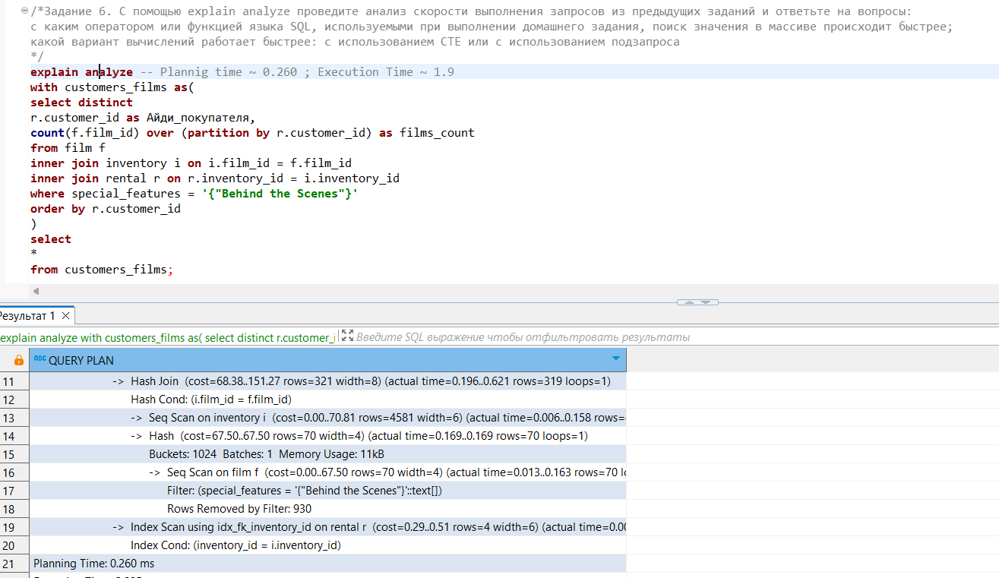 /*Задание 6. С помощью explain analyze проведите анализ скорости выполнения запросов из предыдущих заданий и ответьте на вопросы:
с каким оператором или функцией языка SQL, используемыми при выполнении домашнего задания, поиск значения в массиве происходит быстрее;
какой вариант вычислений работает быстрее: с использованием CTE или с использованием подзапроса
*/
explain analyze -- Plannig time ~ 0.260 ; Execution Time ~ 1.9
with customers_films as(
select distinct
r.customer_id as Айди_покупателя,
count(f.film_id) over (partition by r.customer_id) as films_count
from film f
inner join inventory i on i.film_id = f.film_id
inner join rental r on r.inventory_id = i.inventory_id
where special_features = '{"Behind the Scenes"}'
order by r.customer_id
)
select
*
from customers_films;
Результат 1
explain analyze with customers_films as( select distinct r.customer_i Введите SQL выражение чтобы отфильтровать результаты
ABC QUERY PLAN
11 -> Hash Join (cost=68.38..151.27 rows=321 width=8) (actual time=0.196..0.621 rows=319 loops=1)
12 Hash Cond: (i.film_id = f.film_id)
13 -> Seq Scan on inventory i (cost=0.00..70.81 rows=4581 width=6) (actual time=0.006..0.158 rows=
14 -> Hash (cost=67.50..67.50 rows=70 width=4) (actual time=0.169..0.169 rows=70 loops=1)
15 Buckets: 1024 Batches: 1 Memory Usage: 11kB
16 -> Seq Scan on film f (cost=0.00..67.50 rows=70 width=4) (actual time=0.013..0.163 rows=70 l
17 Filter: (special_features = '{"Behind the Scenes"}'::text[])
18 Rows Removed by Filter: 930
19 -> Index Scan using idx_fk_inventory_id on rental r (cost=0.29..0.51 rows=4 width=6) (actual time=0.0
20 Index Cond: (inventory_id = i.inventory_id)
21 Planning Time: 0.260 ms